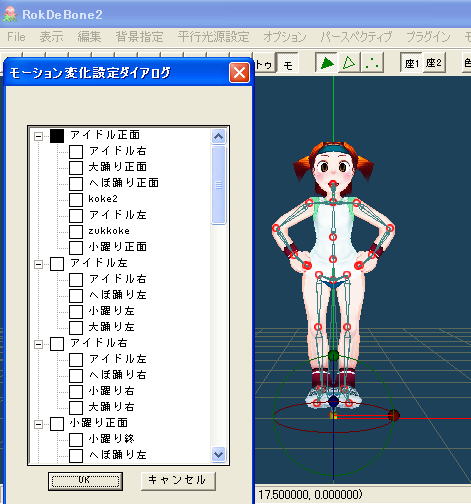 RokDeBone2
File 表示 編集 背景指定 平行光源設定 オプション パースペクティブ プラグイン モ
トゥ モ 座1 座2 色
モーション変化設定ダイアログ
アイドル正面
アイドル右
大踊り正面
へぼ踊り正面
koke2
アイドル左
zukkoke
小躍り正面
アイドル左
アイドル右
へぼ踊り左
小躍り左
大踊り左
アイドル右
アイドル左
へぼ踊り右
小躍り右
大踊り右
小躍り正面
へぼ踊り左
OK キャンセル
17.500000, 0.000000)